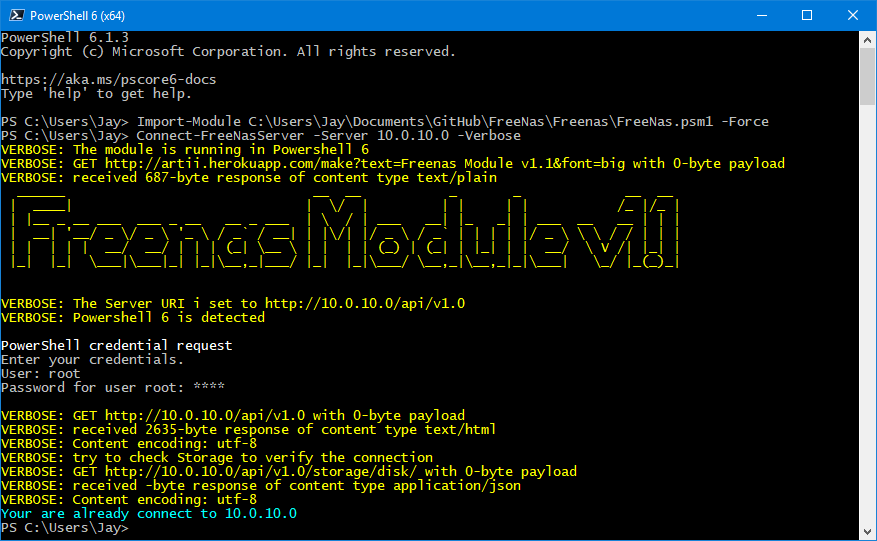 PowerShell 6 (x64)
PowerShell 6.1.3
Copyright (c) Microsoft Corporation. All rights reserved.
https://aka.ms/pscore6-docs
Type 'help' to get help.
PS C:\Users\Jay> Import-Module C:\Users\Jay\Documents\GitHub\FreeNas\Freenas\FreeNas.psm1 -Force
PS C:\Users\Jay> Connect-FreeNasServer -Server 10.0.10.0 -Verbose
VERBOSE: The module is running in Powershell 6
VERBOSE: GET http://artii.herokuapp.com/make?text=Freenas Module v1.1&font=big with 0-byte payload
VERBOSE: received 687-byte response of content type text/plain
Freenas Module v1.1
VERBOSE: The Server URI i set to http://10.0.10.0/api/v1.0
VERBOSE: Powershell 6 is detected
PowerShell credential request
Enter your credentials.
User: root
Password for user root: ****
VERBOSE: GET http://10.0.10.0/api/v1.0 with 0-byte payload
VERBOSE: received 2635-byte response of content type text/html
VERBOSE: Content encoding: utf-8
VERBOSE: try to check Storage to verify the connection
VERBOSE: GET http://10.0.10.0/api/v1.0/storage/disk/ with 0-byte payload
VERBOSE: received -byte response of content type application/json
VERBOSE: Content encoding: utf-8
Your are already connect to 10.0.10.0
PS C:\Users\Jay>